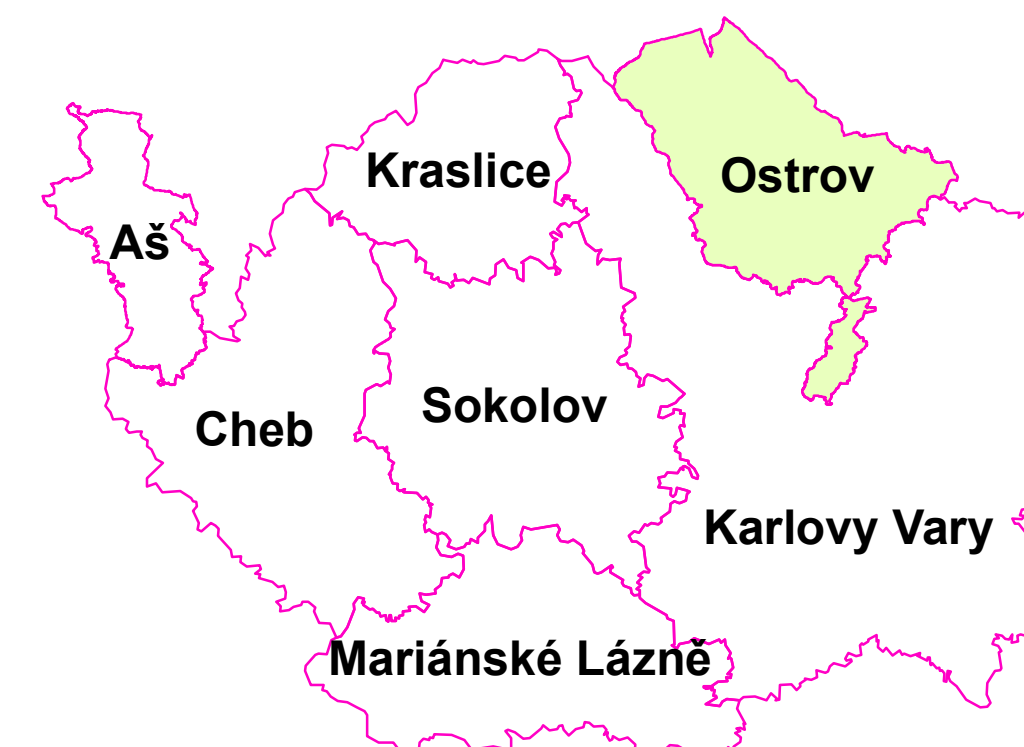 Kraslice
Ostrov
Aš
Sokolov
Cheb
Karlovy Vary
Mariánské Lázně